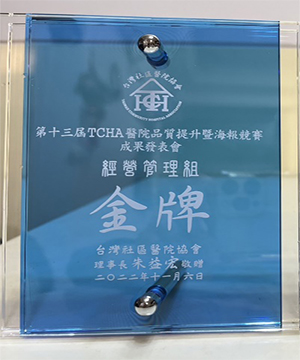 台灣社區醫院協會
第十三屆TCHA醫院品質提升暨海報競賽
成果發表會
經營管理組
金牌
台灣社區醫院協會
理事長朱益宏敬贈
二〇二二年十一月六日